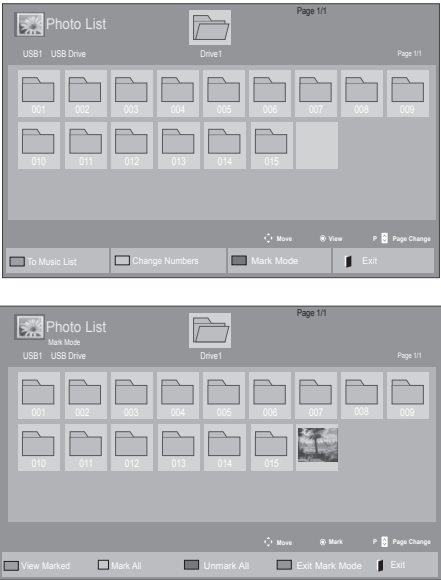 Page 1/1
Photo List
USB1 USB Drive Drive1 Page 1/1
001 002 003 004 005 006 007 008 009
010 011 012 013 014 015
Move View P Page Change
To Music List Change Numbers Mark Mode Exit
Page 1/1
Photo List
Mark Mode
USB1 USB Drive Drive1 Page 1/1
001 002 003 004 005 006 007 008 009
010 011 012 013 014 015
Move Mark P Page Change
View Marked Mark All Unmark All Exit Mark Mode Exit